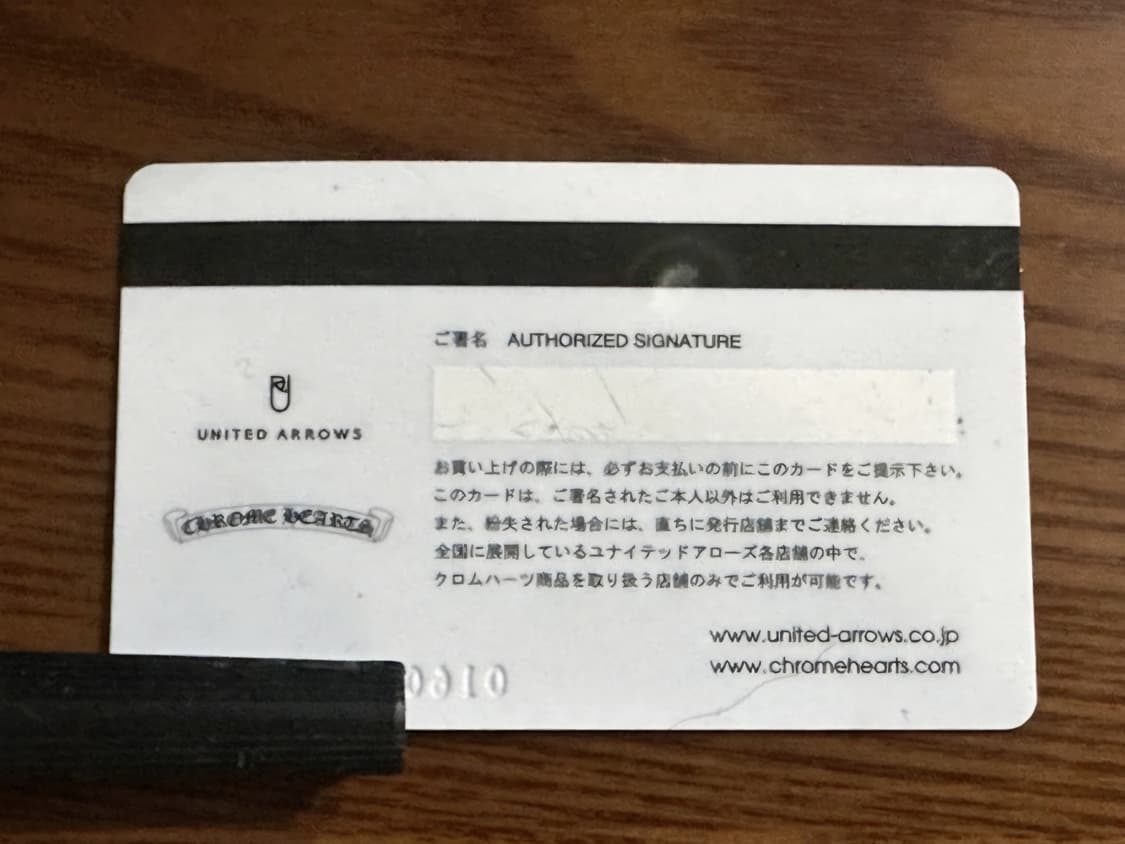 ご署名 AUTHORIZED SIGNATURE
UNITED ARROWS
CHROME HEARTS
お買い上げの際には、必ずお支払いの前にこのカードをご提示下さい。
このカードは、ご署名されたご本人以外はご利用できません。
また、紛失された場合には、直ちに発行店舗までご連絡ください。
全国に展開しているユナイテッドアローズ各店舗の中で、
クロムハーツ商品を取り扱う店舗のみでご利用が可能です。
www.united-arrows.co.jp
www.chromehearts.com